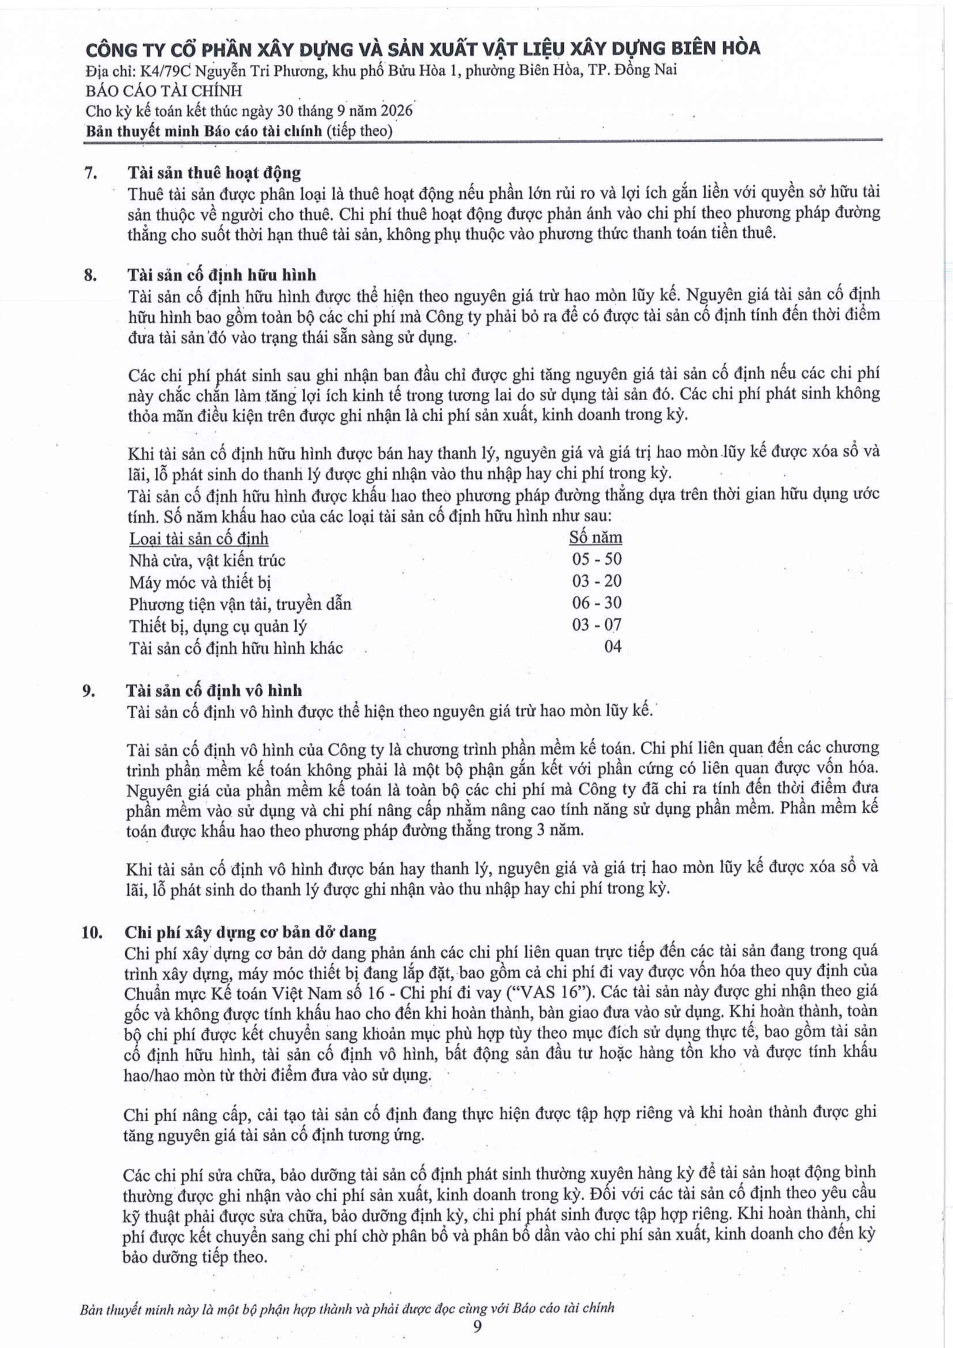 CÔNG TY CỔ PHẦN XÂY DỰNG VÀ SẢN XUẤT VẬT LIỆU XÂY DỰNG BIÊN HÒA
Địa chỉ: K4/79C Nguyễn Tri Phương, khu phố Bửu Hòa 1, phường Biên Hòa, TP. Đồng Nai
BÁO CÁO TÀI CHÍNH
Cho kỳ kế toán kết thúc ngày 30 tháng 9 năm 2026
Bản thuyết minh Báo cáo tài chính (tiếp theo)
7. Tài sản thuê hoạt động
Thuê tài sản được phân loại là thuê hoạt động nếu phần lớn rủi ro và lợi ích gắn liền với quyền sở hữu tài
sản thuộc về người cho thuê. Chi phí thuê hoạt động được phản ánh vào chi phí theo phương pháp đường
thẳng cho suốt thời hạn thuê tài sản, không phụ thuộc vào phương thức thanh toán tiền thuê.
8. Tài sản cố định hữu hình
Tài sản cố định hữu hình được thể hiện theo nguyên giá trừ hao mòn lũy kế. Nguyên giá tài sản cố định
hữu hình bao gồm toàn bộ các chi phí mà Công ty phải bỏ ra để có được tài sản cố định tính đến thời điểm
đưa tài sản đó vào trạng thái sẵn sàng sử dụng.
Các chi phí phát sinh sau ghi nhận ban đầu chỉ được ghi tăng nguyên giá tài sản cố định nếu các chi phí
này chắc chắn làm tăng lợi ích kinh tế trong tương lai do sử dụng tài sản đó. Các chi phí phát sinh không
thỏa mãn điều kiện trên được ghi nhận là chi phí sản xuất, kinh doanh trong kỳ.
Khi tài sản cố định hữu hình được bán hay thanh lý, nguyên giá và giá trị hao mòn lũy kế được xóa sổ và
lãi, lỗ phát sinh do thanh lý được ghi nhận vào thu nhập hay chi phí trong kỳ.
Tài sản cố định hữu hình được khấu hao theo phương pháp đường thẳng dựa trên thời gian hữu dụng ước
tính. Số năm khấu hao của các loại tài sản cố định hữu hình như sau:
Loại tài sản cố định Số năm
Nhà cửa, vật kiến trúc 05 - 50
Máy móc và thiết bị 03 - 20
Phương tiện vận tải, truyền dẫn 06 - 30
Thiết bị, dụng cụ quản lý 03 - 07
Tài sản cố định hữu hình khác 04
9. Tài sản cố định vô hình
Tài sản cố định vô hình được thể hiện theo nguyên giá trừ hao mòn lũy kế.
Tài sản cố định vô hình của Công ty là chương trình phần mềm kế toán. Chi phí liên quan đến các chương
trình phần mềm kế toán không phải là một bộ phận gắn kết với phần cứng có liên quan được vốn hóa.
Nguyên giá của phần mềm kế toán là toàn bộ các chi phí mà Công ty đã chi ra tính đến thời điểm đưa
phần mềm vào sử dụng và chi phí nâng cấp nhằm nâng cao tính năng sử dụng phần mềm. Phần mềm kế
toán được khấu hao theo phương pháp đường thẳng trong 3 năm.
Khi tài sản cố định vô hình được bán hay thanh lý, nguyên giá và giá trị hao mòn lũy kế được xóa sổ và
lãi, lỗ phát sinh do thanh lý được ghi nhận vào thu nhập hay chi phí trong kỳ.
10. Chi phí xây dựng cơ bản dở dang
Chi phí xây dựng cơ bản dở dang phản ánh các chi phí liên quan trực tiếp đến các tài sản đang trong quá
trình xây dựng, máy móc thiết bị đang lắp đặt, bao gồm cả chi phí đi vay được vốn hóa theo quy định của
Chuẩn mực Kế toán Việt Nam số 16 - Chi phí đi vay (“VAS 16”). Các tài sản này được ghi nhận theo giá
gốc và không được tính khấu hao cho đến khi hoàn thành, bàn giao đưa vào sử dụng. Khi hoàn thành, toàn
bộ chi phí được kết chuyển sang khoản mục phù hợp tùy theo mục đích sử dụng thực tế, bao gồm tài sản
cố định hữu hình, tài sản cố định vô hình, bất động sản đầu tư hoặc hàng tồn kho và được tính khấu
hao/hao mòn từ thời điểm đưa vào sử dụng.
Chi phí nâng cấp, cải tạo tài sản cố định đang thực hiện được tập hợp riêng và khi hoàn thành được ghi
tăng nguyên giá tài sản cố định tương ứng.
Các chi phí sửa chữa, bảo dưỡng tài sản cố định phát sinh thường xuyên hàng kỳ để tài sản hoạt động bình
thường được ghi nhận vào chi phí sản xuất, kinh doanh trong kỳ. Đối với các tài sản cố định theo yêu cầu
kỹ thuật phải được sửa chữa, bảo dưỡng định kỳ, chi phí phát sinh được tập hợp riêng. Khi hoàn thành, chi
phí được kết chuyển sang chi phí chờ phân bổ và phân bổ dần vào chi phí sản xuất, kinh doanh cho đến kỳ
bảo dưỡng tiếp theo.
Bản thuyết minh này là một bộ phận hợp thành và phải được đọc cùng với Báo cáo tài chính
9